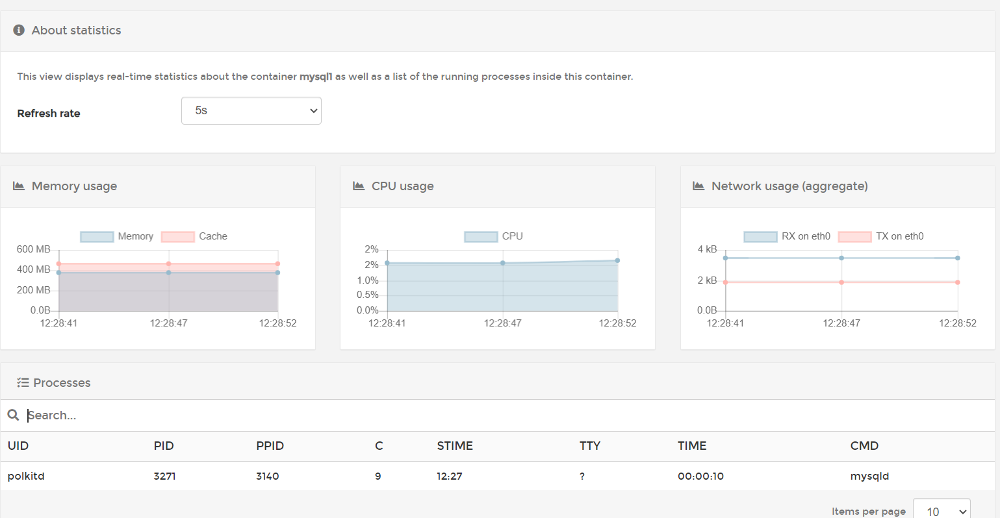 About statistics
This view displays real-time statistics about the container mysql1 as well as a list of the running processes inside this container.
Refresh rate
5s
Memory usage
Memory Cache
600 MB
400 MB
200 MB
0.0B
12:28:41 12:28:47 12:28:52
CPU usage
CPU
2%
2%
1.0%
0.5%
0.0%
12:28:41 12:28:47 12:28:52
Network usage (aggregate)
RX on eth0 TX on eth0
4 kB
2 kB
0.0B
12:28:41 12:28:47 12:28:52
Processes
Search...
UID PID PPID C STIME TTY TIME CMD
polkitd 3271 3140 9 12:27 ? 00:00:10 mysqld
Items per page 10